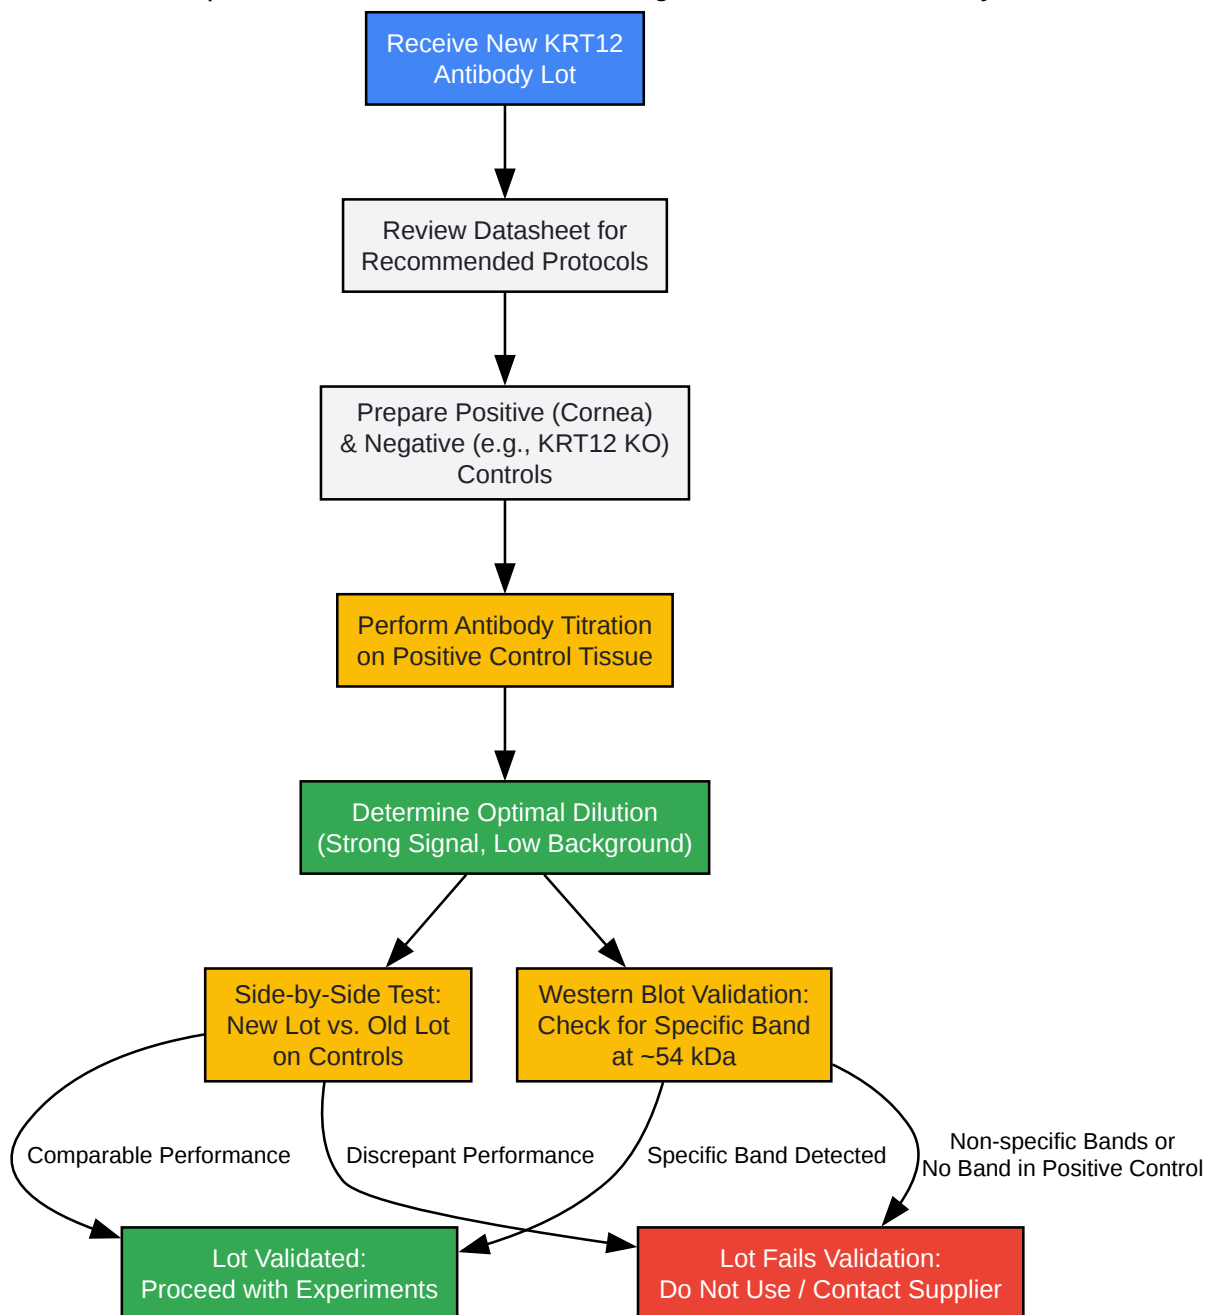 Receive New KRT12
Antibody Lot
Review Datasheet for
Recommended Protocols
Prepare Positive (Cornea)
& Negative (e.g., KRT12 KO)
Controls
Perform Antibody Titration
on Positive Control Tissue
Determine Optimal Dilution
(Strong Signal, Low Background)
Side-by-Side Test:
New Lot vs. Old Lot
on Controls
Western Blot Validation:
Check for Specific Band
at ~54 kDa
Comparable Performance
Discrepant Performance
Specific Band Detected
Non-specific Bands or
No Band in Positive Control
Lot Validated:
Proceed with Experiments
Lot Fails Validation:
Do Not Use / Contact Supplier